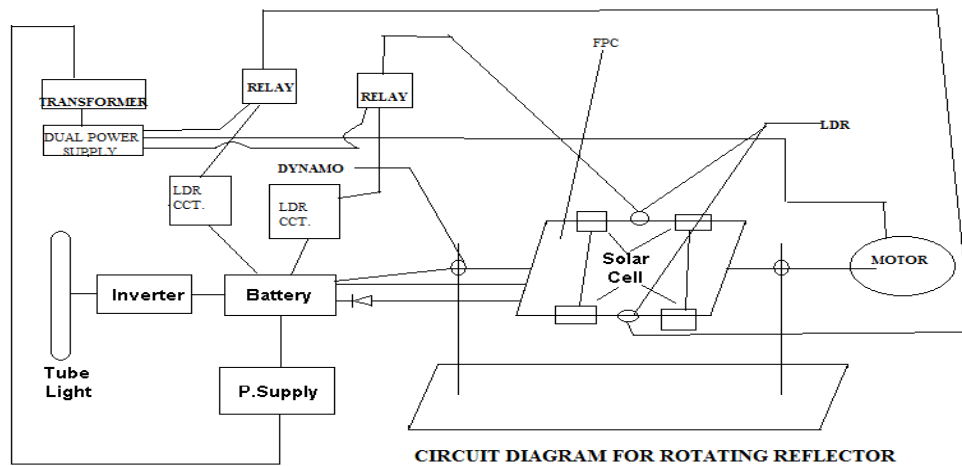 FPC
RELAY
RELAY
TRANSFORMER
DUAL POWER
SUPPLY
LDR
DYNAMO
LDR
CCT.
LDR
CCT.
Solar
Cell
MOTOR
Inverter
Battery
Tube
Light
P.Supply
CIRCUIT DIAGRAM FOR ROTATING REFLECTOR